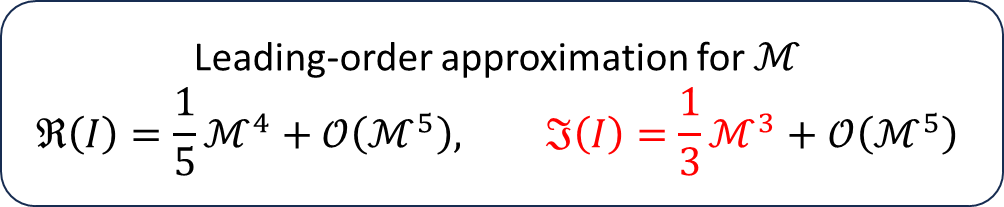 Leading-order approximation for ℳ
ℜ(I) = 1/5 ℳ⁴ + 𝒪(ℳ⁵), ℑ(I) = 1/3 ℳ³ + 𝒪(ℳ⁵)